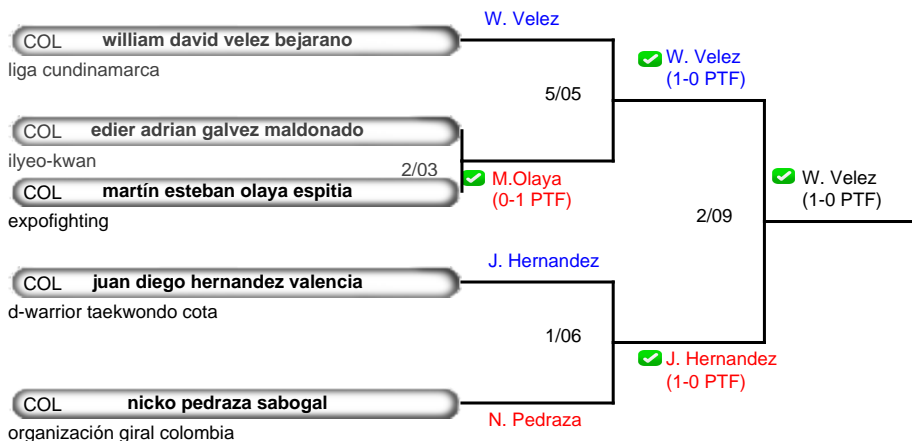 W. Velez
COL william david velez bejarano
liga cundinamarca
W. Velez
(1-0 PTF)
5/05
COL edier adrian galvez maldonado
ilyeo-kwan
2/03
M.Olaya
(0-1 PTF)
COL martín esteban olaya espitia
expofighting
W. Velez
(1-0 PTF)
2/09
J. Hernandez
COL juan diego hernandez valencia
d-warrior taekwondo cota
1/06
J. Hernandez
(1-0 PTF)
COL nicko pedraza sabogal
N. Pedraza
organización giral colombia